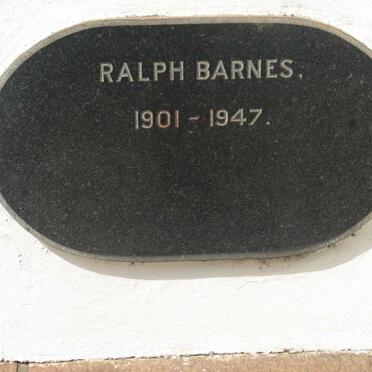 RALPH BARNES.
1901 - 1947.